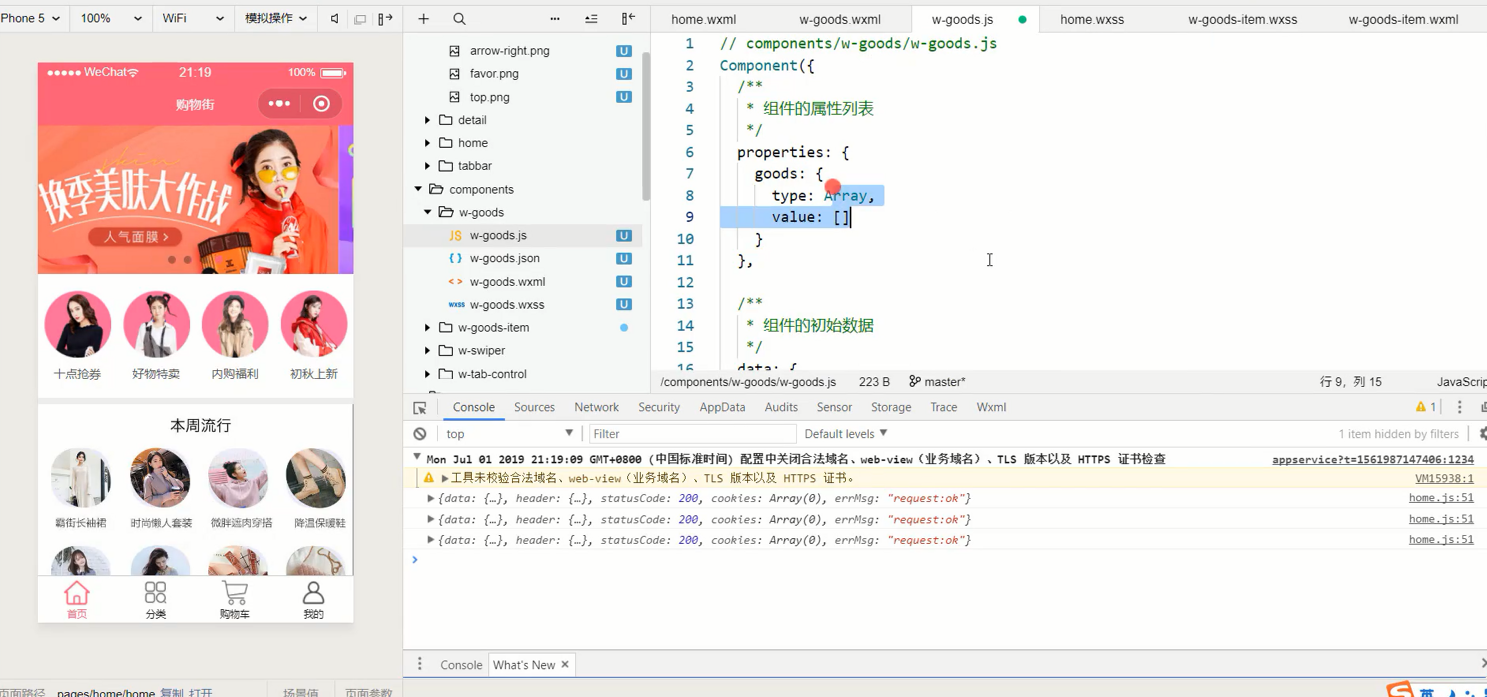 Phone 5 100% WiFi 模拟操作
WeChat 21:19 100%
购物街
换季美肤大作战
人气面膜 >
十点抢券 好物特卖 内购福利 初秋上新
本周流行
霸街长袖裙 时尚懒人套装 微胖遮肉穿搭 降温保暖鞋
首页 分类 购物车 我的
页面路径 pages/home/home 复制 打开 场景值 页面参数
arrow-right.png U
favor.png U
top.png U
detail
home
tabbar
components
w-goods
JS w-goods.js U
{ } w-goods.json U
< > w-goods.wxml U
wxss w-goods.wxss U
w-goods-item
w-swiper
w-tab-control
home.wxml w-goods.wxml w-goods.js home.wxss w-goods-item.wxss w-goods-item.wxml
1 // components/w-goods/w-goods.js
2 Component({
3 /**
4 * 组件的属性列表
5 */
6 properties: {
7 goods: {
8 type: Array,
9 value: []
10 }
11 },
12
13 /**
14 * 组件的初始数据
15 */
16 data: {
/components/w-goods/w-goods.js 223 B master* 行 9，列 15 JavaScrip
Console Sources Network Security AppData Audits Sensor Storage Trace Wxml 1
top Filter Default levels 1 item hidden by filters
Mon Jul 01 2019 21:19:09 GMT+0800 (中国标准时间) 配置中关闭合法域名、web-view（业务域名）、TLS 版本以及 HTTPS 证书检查 appservice?t=1561987147406:1234
工具未校验合法域名、web-view（业务域名）、TLS 版本以及 HTTPS 证书。 VM15938:1
{data: {…}, header: {…}, statusCode: 200, cookies: Array(0), errMsg: "request:ok"} home.js:51
{data: {…}, header: {…}, statusCode: 200, cookies: Array(0), errMsg: "request:ok"} home.js:51
{data: {…}, header: {…}, statusCode: 200, cookies: Array(0), errMsg: "request:ok"} home.js:51
Console What's New
英